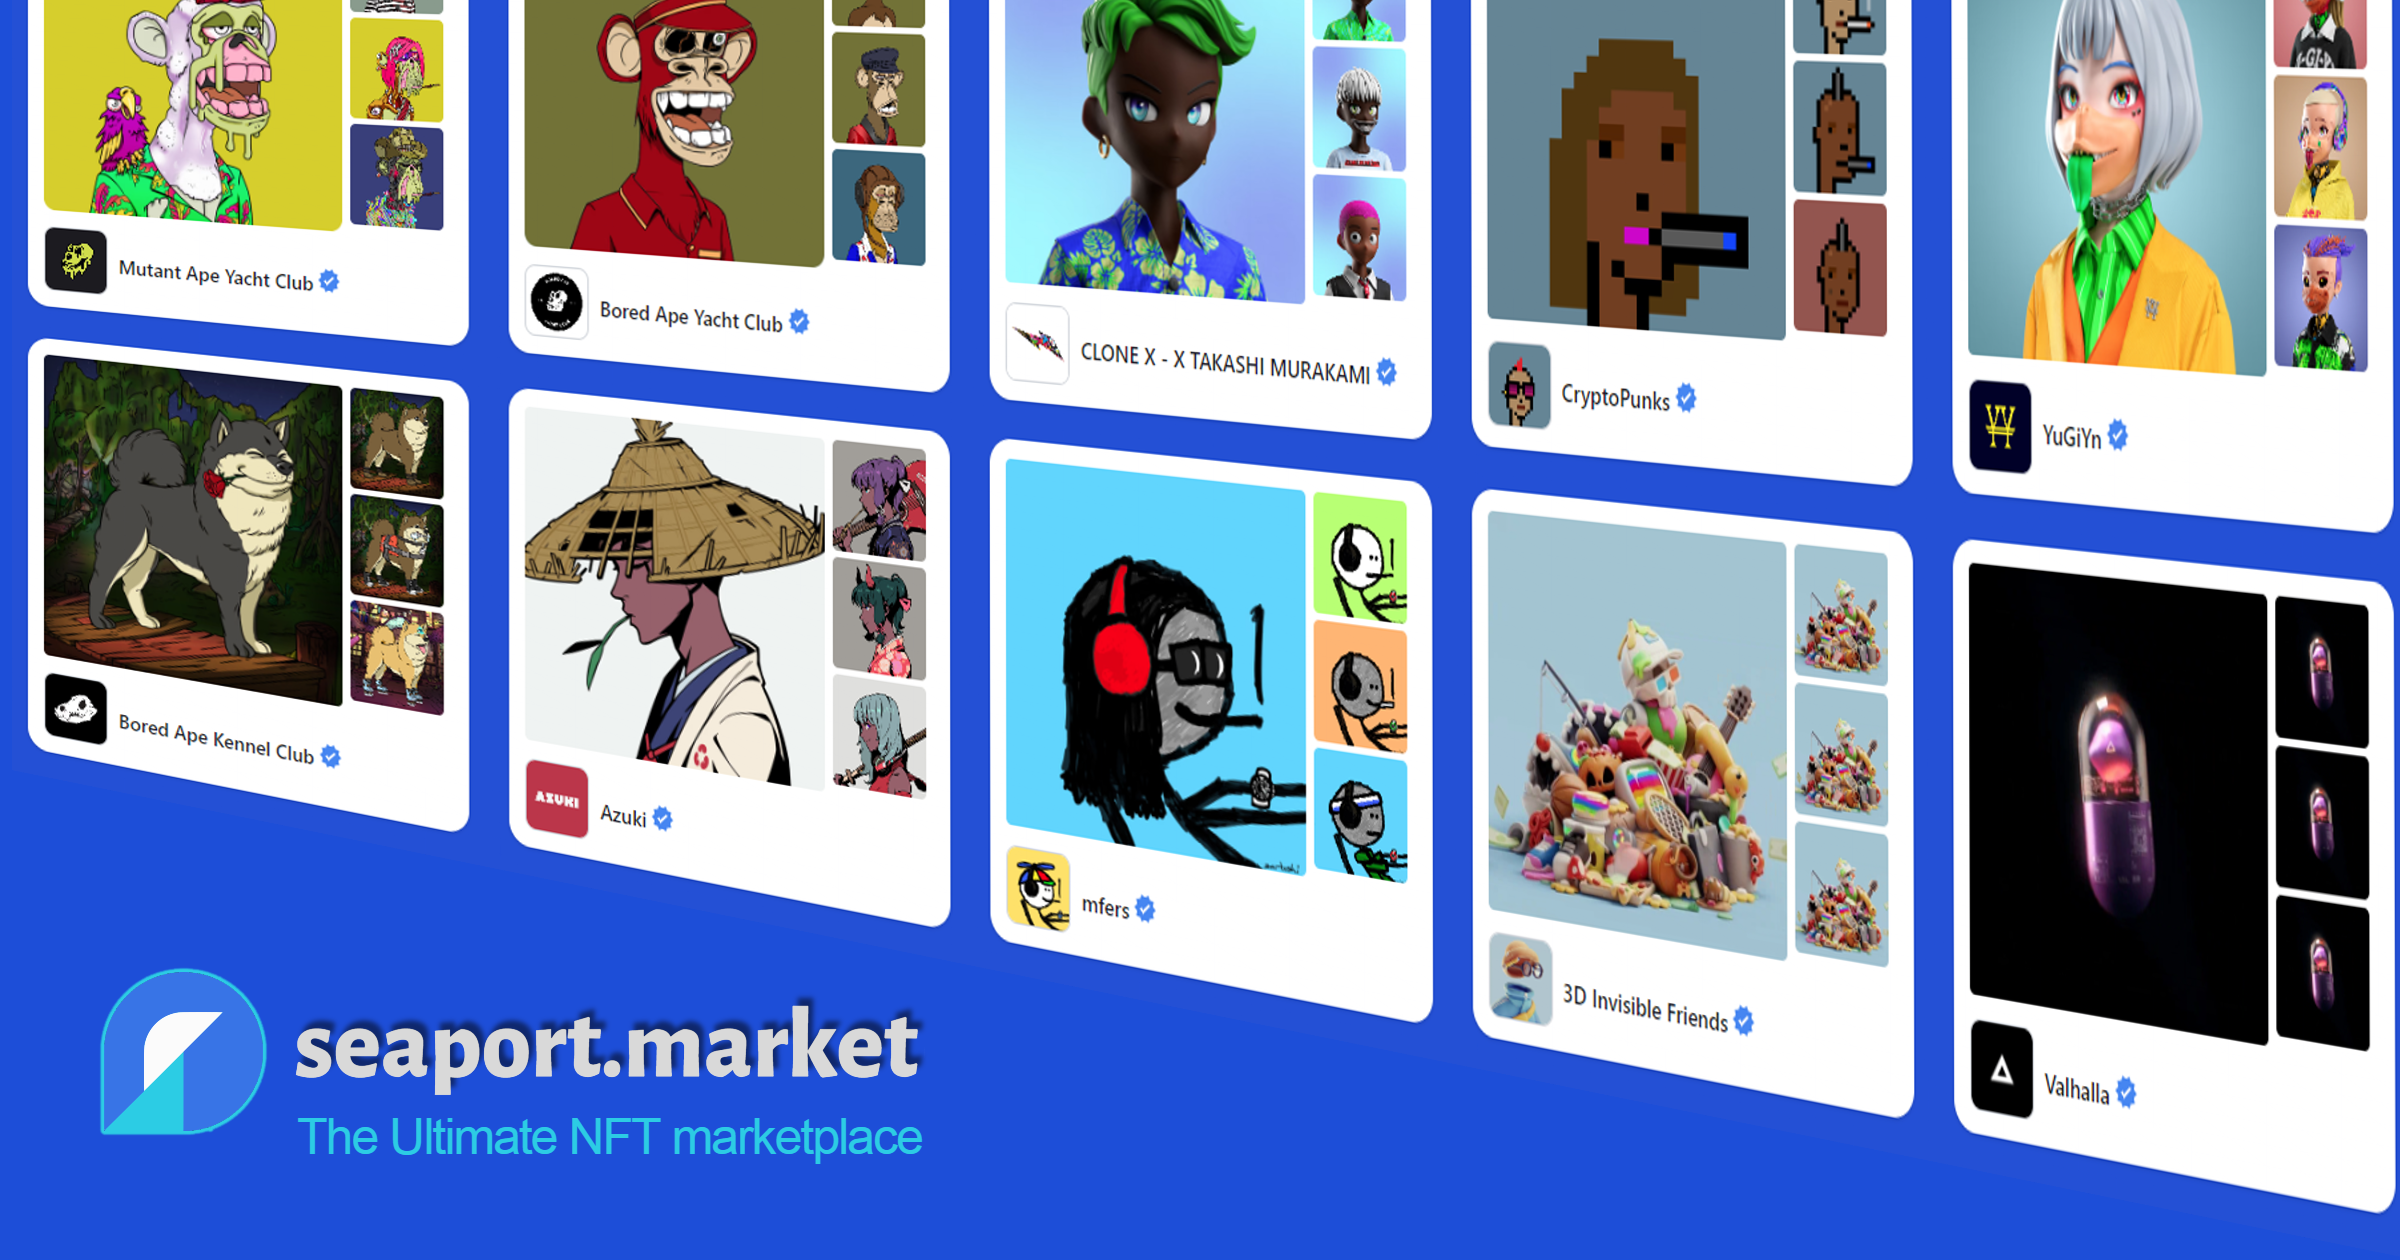 Mutant Ape Yacht Club
Bored Ape Yacht Club
CLONE X - X TAKASHI MURAKAMI
CryptoPunks
YuGiYn
Bored Ape Kennel Club
AZUKI
Azuki
mfers
3D Invisible Friends
Valhalla
seaport.market
The Ultimate NFT marketplace